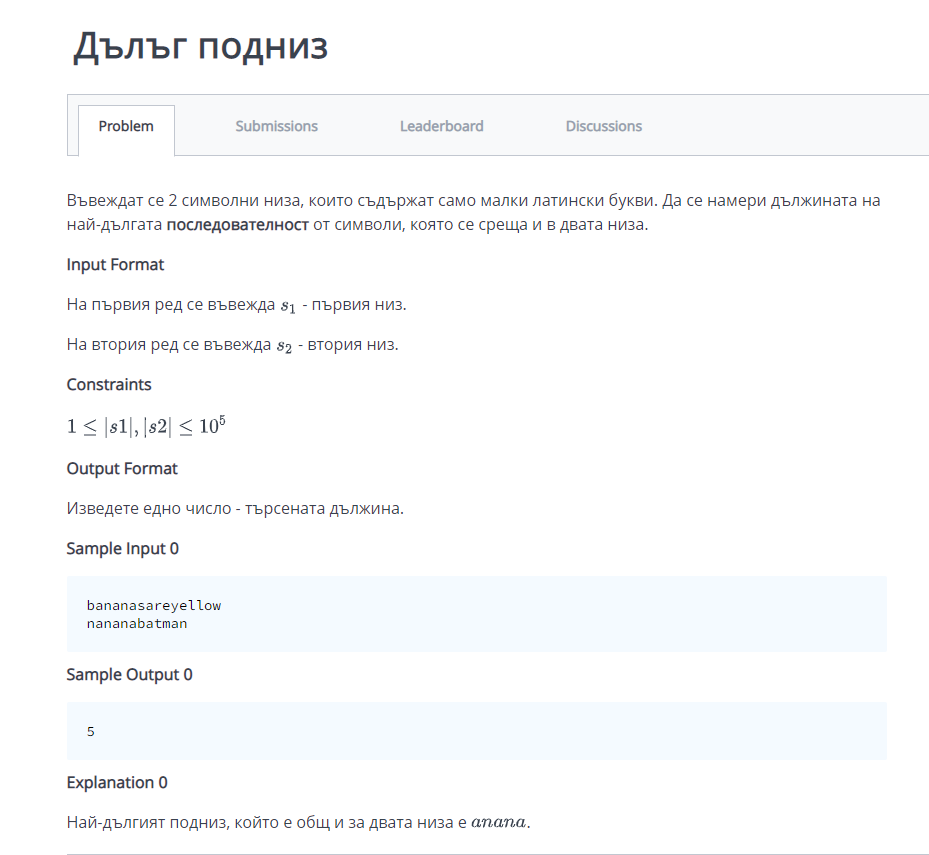 Дълъг подниз
Problem
Submissions
Leaderboard
Discussions
Въвеждат се 2 символни низа, които съдържат само малки латински букви. Да се намери дължината на
най-дългата последователност от символи, която се среща и в двата низа.
Input Format
На първия ред се въвежда s₁ - първия низ.
На втория ред се въвежда s₂ - втория низ.
Constraints
1 ≤ |s1|, |s2| ≤ 10⁵
Output Format
Изведете едно число - търсената дължина.
Sample Input 0
bananasareyellow
nananabatman
Sample Output 0
5
Explanation 0
Най-дългият подниз, който е общ и за двата низа е anana.